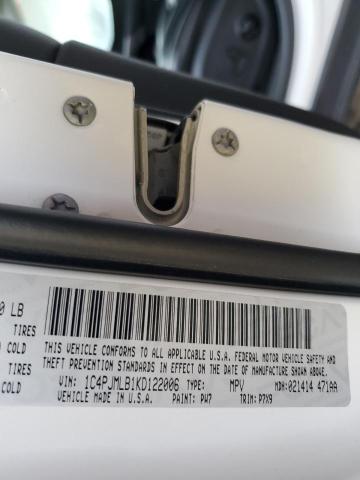 0 LB
TIRES
COLD
TIRES
COLD
THIS VEHICLE CONFORMS TO ALL APPLICABLE U.S.A. FEDERAL MOTOR VEHICLE SAFETY AND
THEFT PREVENTION STANDARDS IN EFFECT ON THE DATE OF MANUFACTURE SHOWN ABOVE.
VIN: 1C4PJMLB1KD122006 TYPE: MPV MDH:021414 471AA
VEHICLE MADE IN U.S.A. PAINT: PW7 TRIM: P7X9